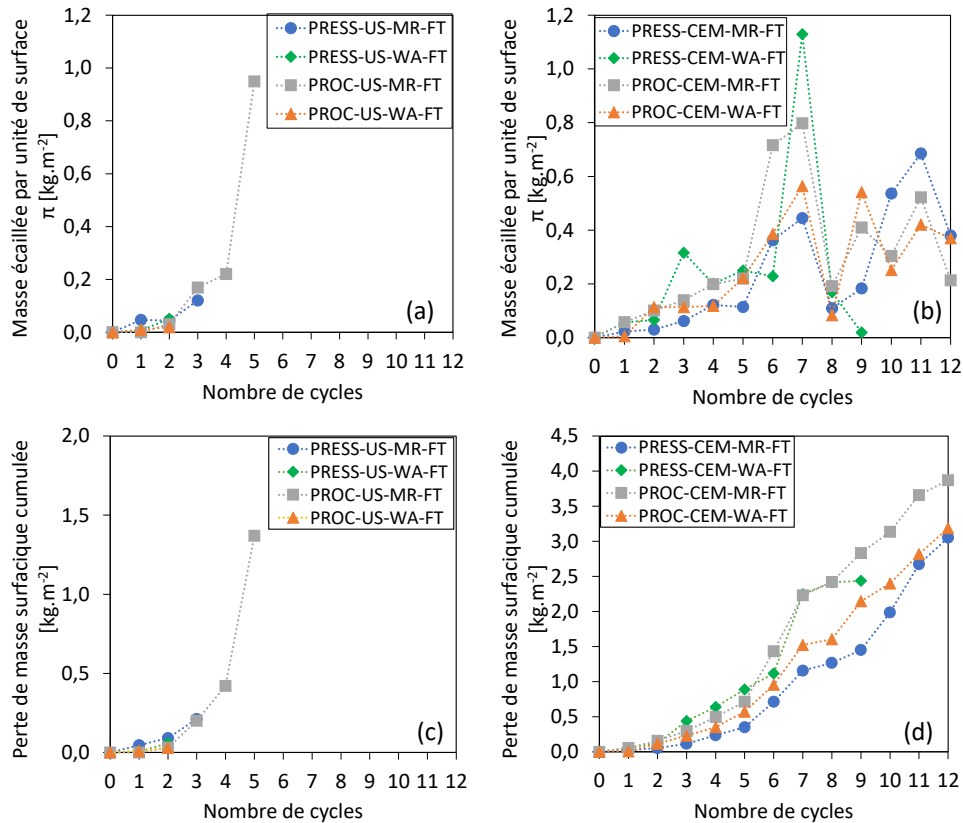 Masse écaillée par unité de surface
π [kg.m-2]
1,2
1,0
0,8
0,6
0,4
0,2
0,0
PRESS-US-MR-FT
PRESS-US-WA-FT
PROC-US-MR-FT
PROC-US-WA-FT
(a)
0 1 2 3 4 5 6 7 8 9 10 11 12
Nombre de cycles
Masse écaillée par unité de surface
π [kg.m-2]
1,2
1,0
0,8
0,6
0,4
0,2
0,0
PRESS-CEM-MR-FT
PRESS-CEM-WA-FT
PROC-CEM-MR-FT
PROC-CEM-WA-FT
(b)
0 1 2 3 4 5 6 7 8 9 10 11 12
Nombre de cycles
Perte de masse surfacique cumulée
[kg.m-2]
2,0
1,5
1,0
0,5
0,0
PRESS-US-MR-FT
PRESS-US-WA-FT
PROC-US-MR-FT
PROC-US-WA-FT
(c)
0 1 2 3 4 5 6 7 8 9 10 11 12
Nombre de cycles
Perte de masse surfacique cumulée
[kg.m-2]
4,5
4,0
3,5
3,0
2,5
2,0
1,5
1,0
0,5
0,0
PRESS-CEM-MR-FT
PRESS-CEM-WA-FT
PROC-CEM-MR-FT
PROC-CEM-WA-FT
(d)
0 1 2 3 4 5 6 7 8 9 10 11 12
Nombre de cycles